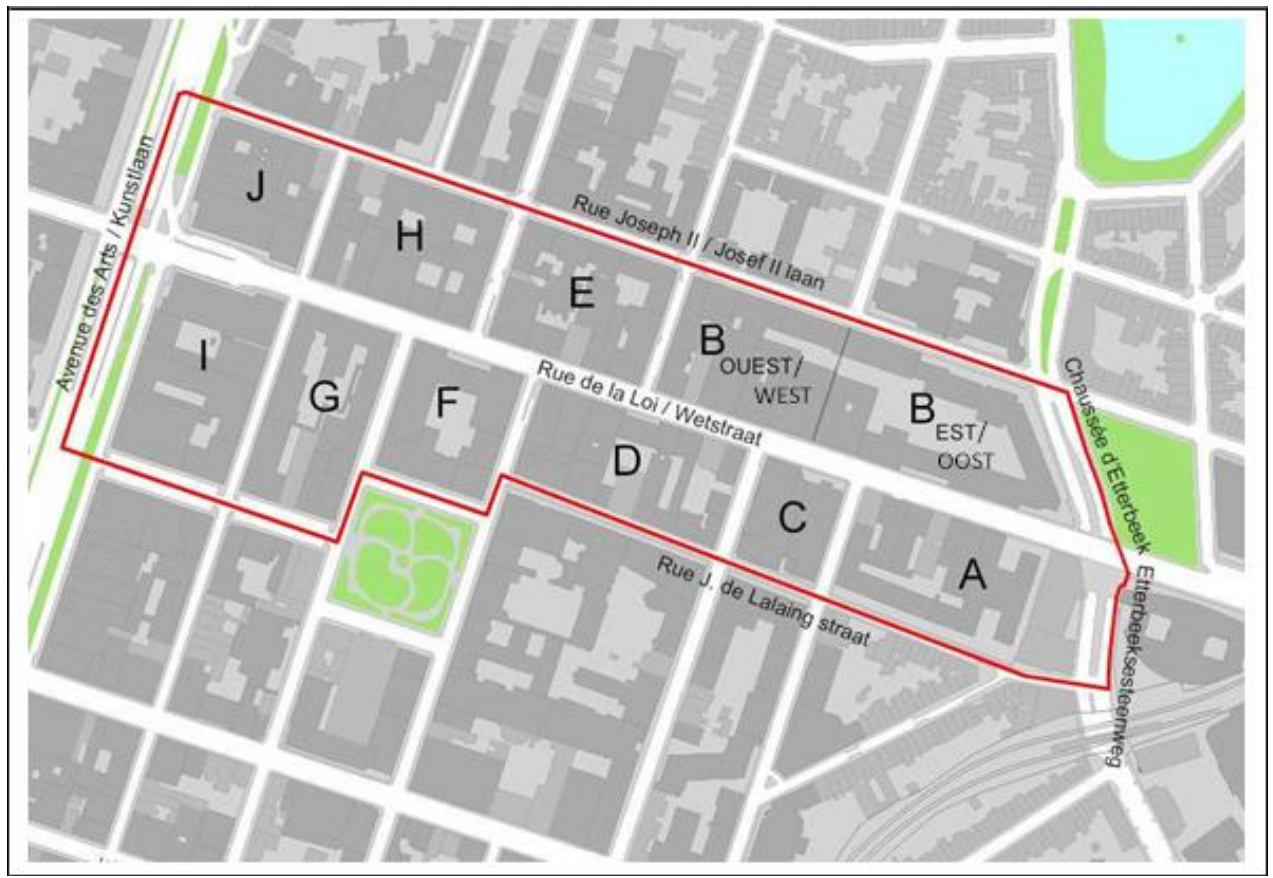 Avenue des Arts / Kunstlaan
J
H
Rue Joseph II / Josef II laan
E
I
G
F
Rue de la Loi / Wetstraat
B
OUEST/
WEST
B
EST/
OOST
Chaussée d'Etterbeek Etterbeeksesteenweg
D
C
A
Rue J. de Lalaing straat